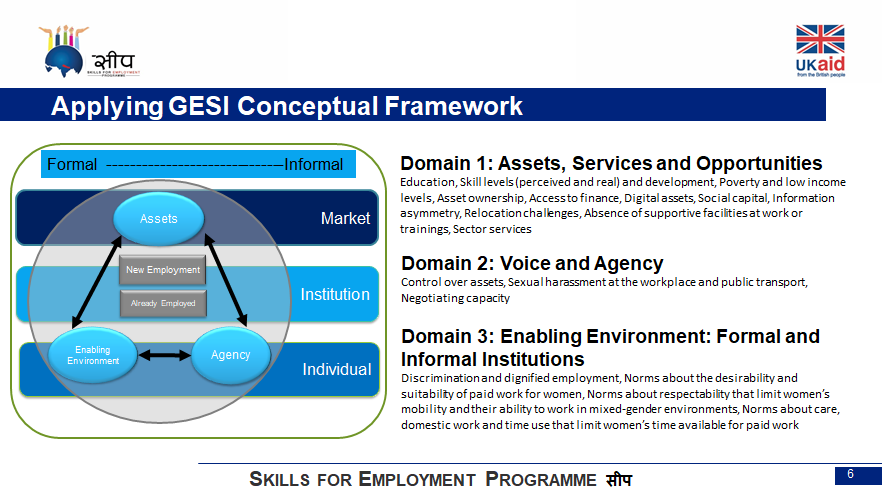 सीप
SKILLS FOR EMPLOYMENT
PROGRAMME
UKaid
from the British people
Applying GESI Conceptual Framework
Formal ------------------------------Informal
Market
Assets
New Employment
Institution
Already Employed
Enabling
Environment
Agency
Individual
Domain 1: Assets, Services and Opportunities
Education, Skill levels (perceived and real) and development, Poverty and low income
levels, Asset ownership, Access to finance, Digital assets, Social capital, Information
asymmetry, Relocation challenges, Absence of supportive facilities at work or
trainings, Sector services
Domain 2: Voice and Agency
Control over assets, Sexual harassment at the workplace and public transport,
Negotiating capacity
Domain 3: Enabling Environment: Formal and
Informal Institutions
Discrimination and dignified employment, Norms about the desirability and
suitability of paid work for women, Norms about respectability that limit women's
mobility and their ability to work in mixed-gender environments, Norms about care,
domestic work and time use that limit women's time available for paid work
SKILLS FOR EMPLOYMENT PROGRAMME सीप
6